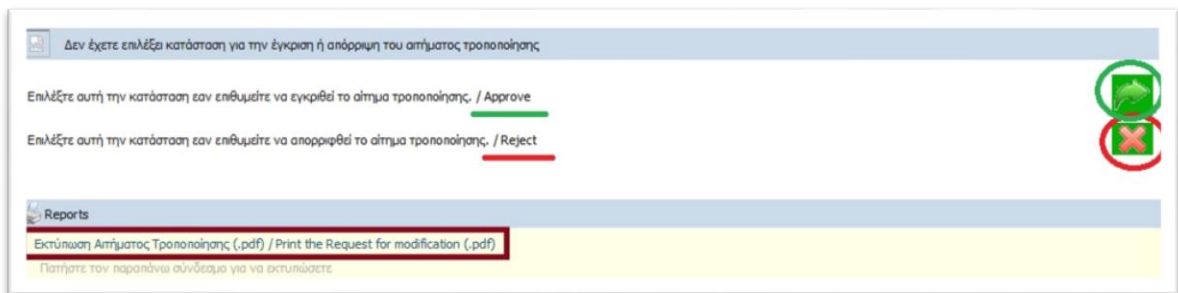 Δεν έχετε επιλέξει κατάσταση για την έγκριση ή απόρριψη του αιτήματος τροποποίησης
Επιλέξτε αυτή την κατάσταση εαν επιθυμείτε να εγκριθεί το αίτημα τροποποίησης. / Approve
Επιλέξτε αυτή την κατάσταση εαν επιθυμείτε να απορριφθεί το αίτημα τροποποίησης. / Reject
Reports
Εκτύπωση Αιτήματος Τροποποίησης (.pdf) / Print the Request for modification (.pdf)
Πατήστε τον παραπάνω σύνδεσμο για να εκτυπώσετε